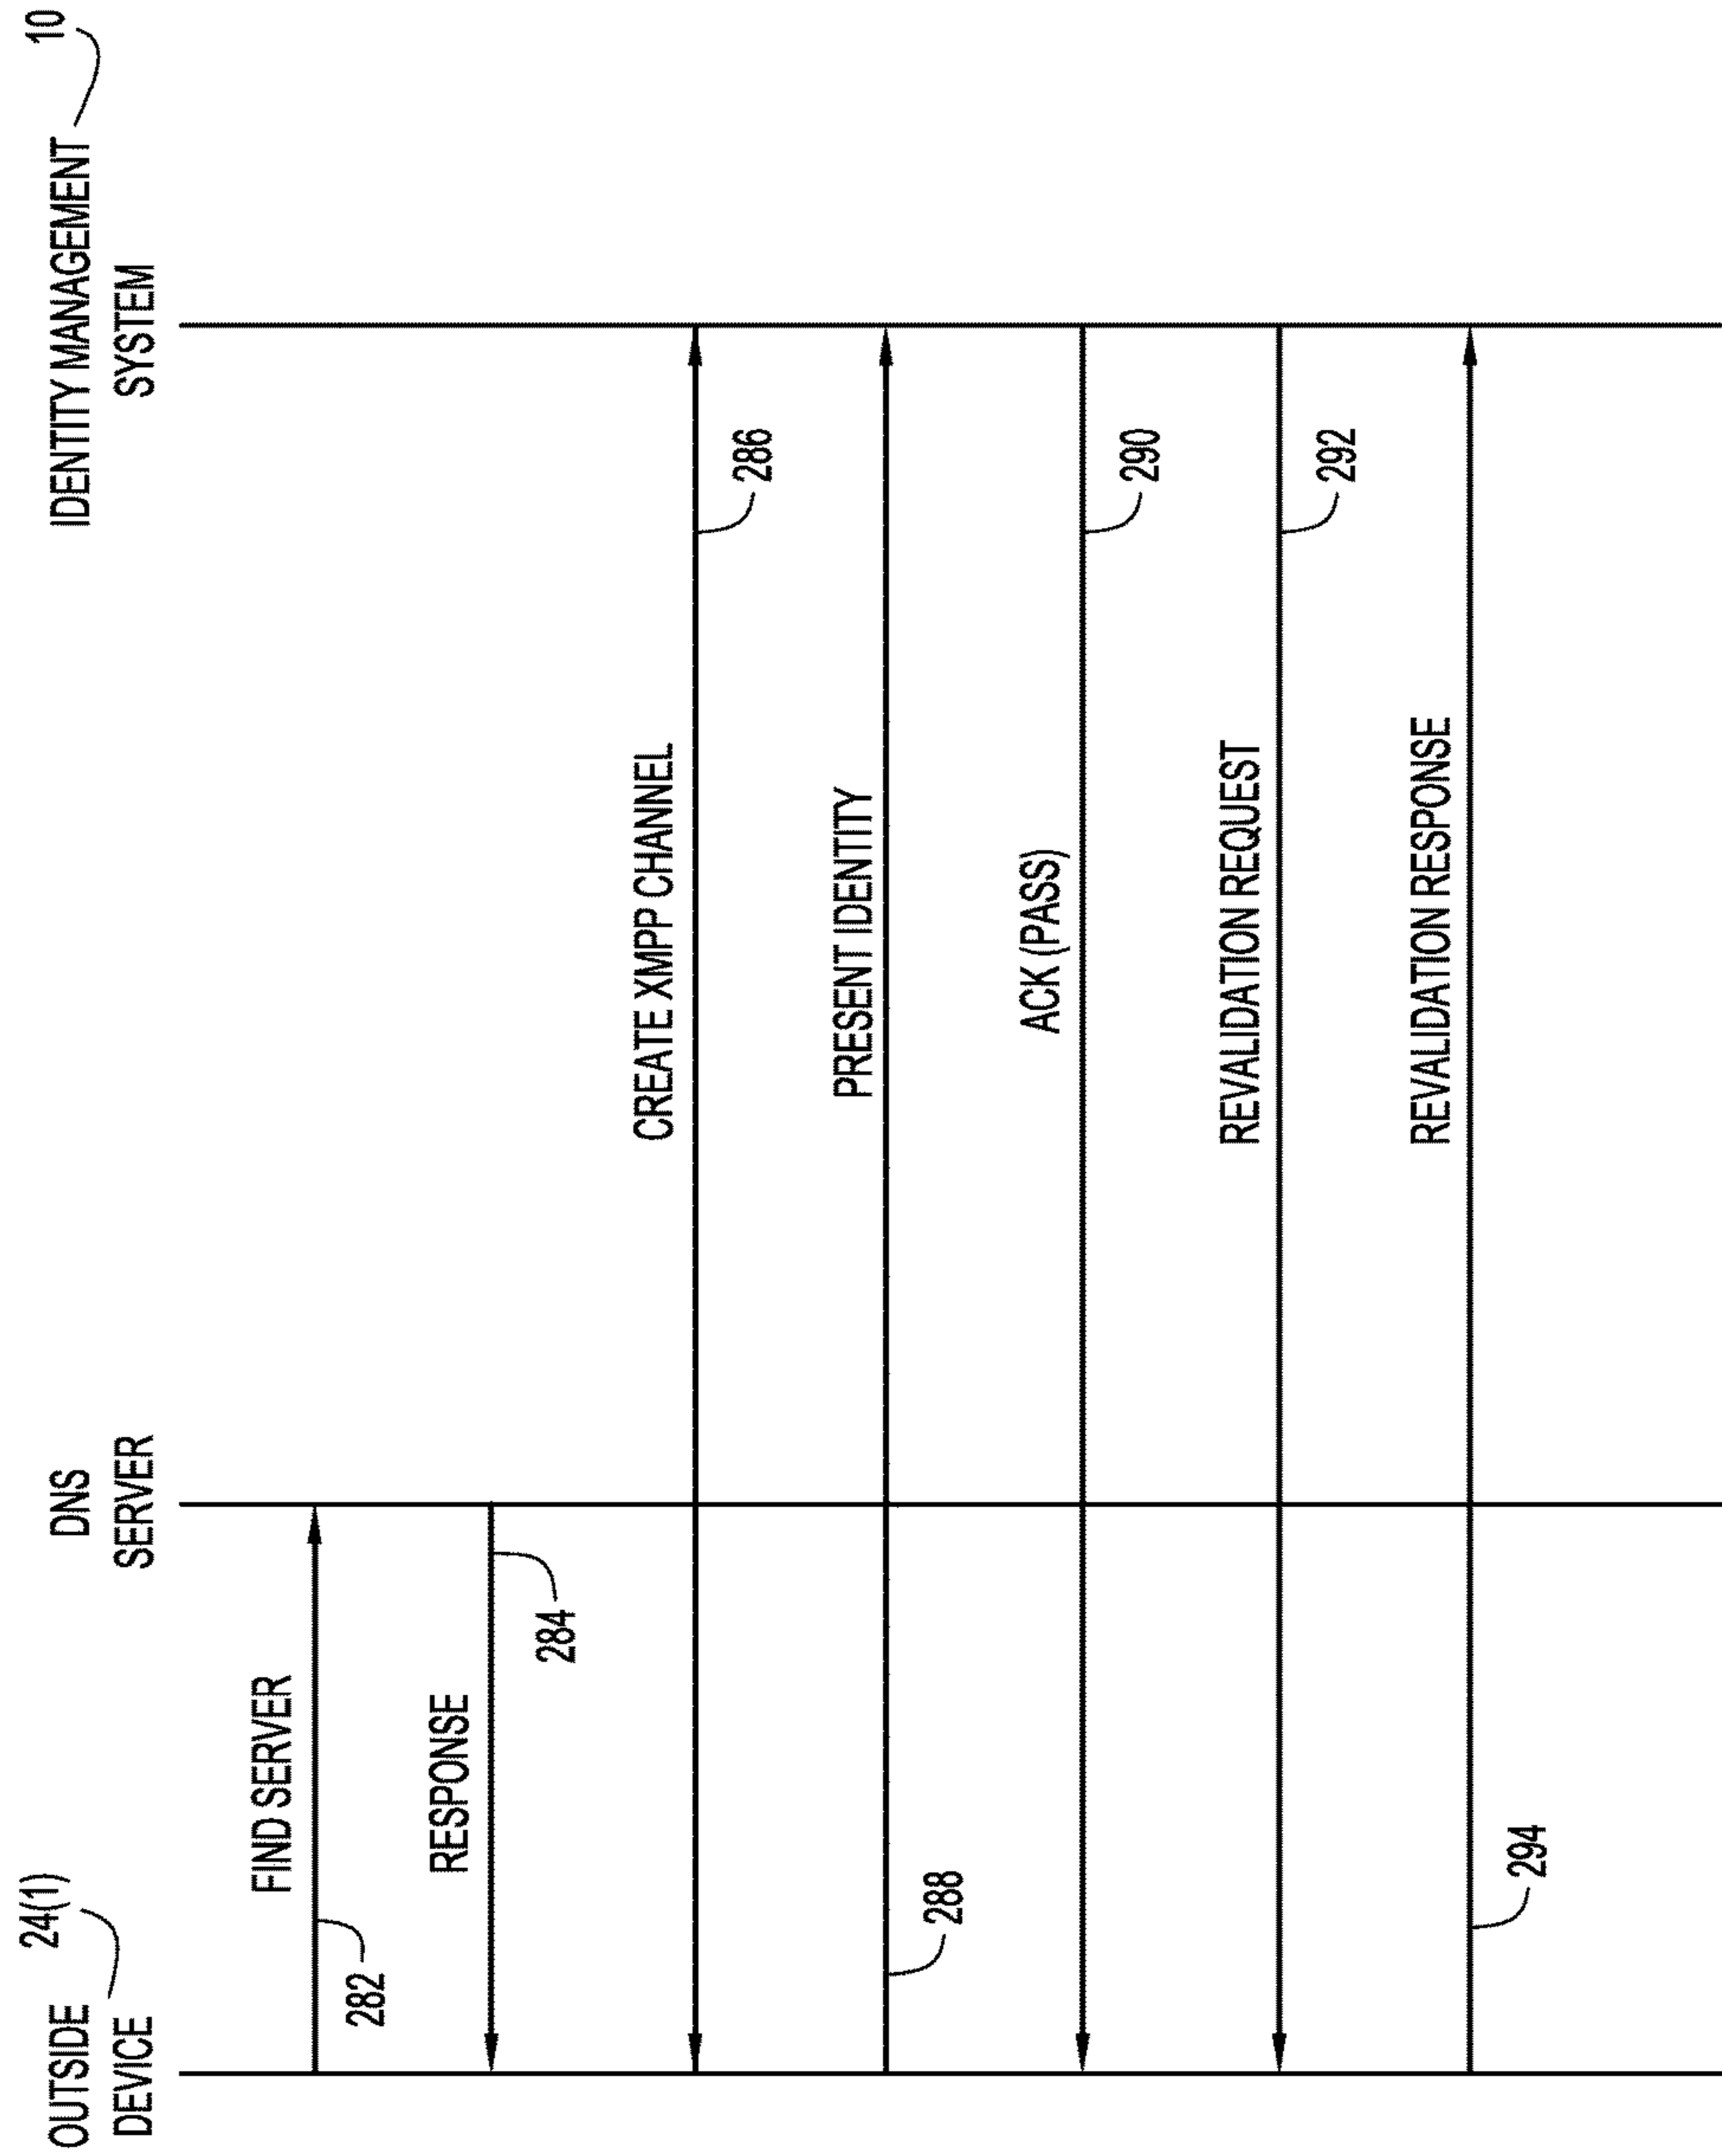 OUTSIDE
DEVICE
24(1)
DNS
SERVER
IDENTITY MANAGEMENT
SYSTEM
10
FIND SERVER
282
RESPONSE
284
CREATE XMPP CHANNEL
286
PRESENT IDENTITY
288
ACK (PASS)
290
REVALIDATION REQUEST
292
REVALIDATION RESPONSE
294